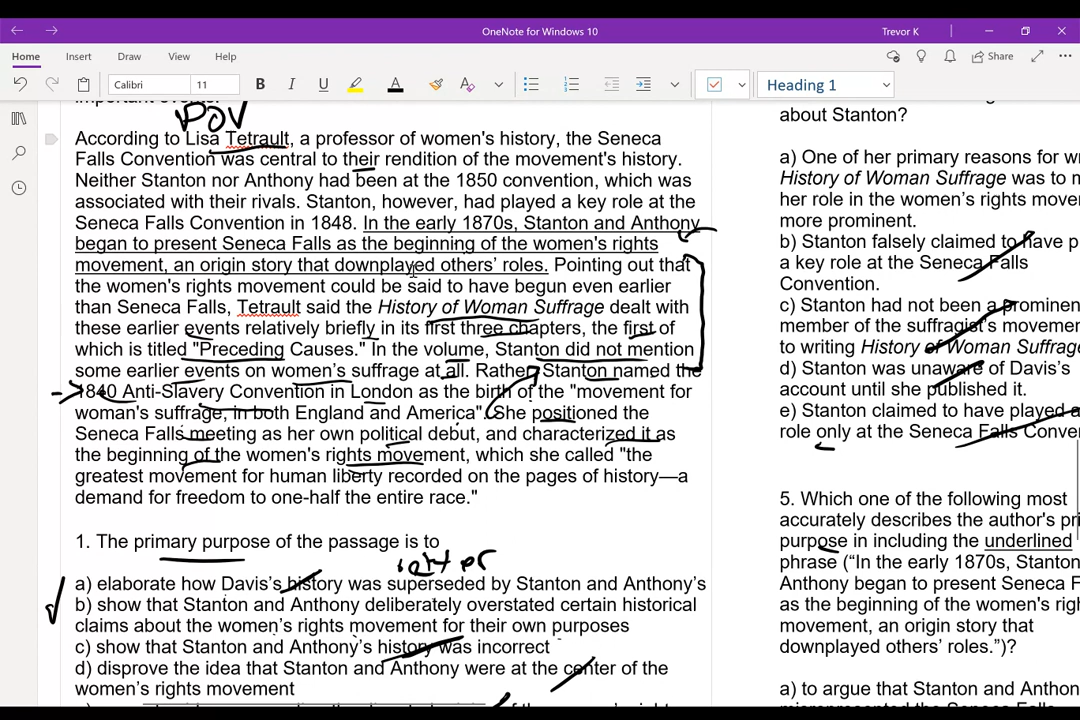 OneNote for Windows 10
Trevor K
Home Insert Draw View Help
Share
Calibri 11 B I U A Heading 1
important events.
POV
According to Lisa Tetrault, a professor of women's history, the Seneca
Falls Convention was central to their rendition of the movement's history.
Neither Stanton nor Anthony had been at the 1850 convention, which was
associated with their rivals. Stanton, however, had played a key role at the
Seneca Falls Convention in 1848. In the early 1870s, Stanton and Anthony
began to present Seneca Falls as the beginning of the women's rights
movement, an origin story that downplayed others' roles. Pointing out that
the women's rights movement could be said to have begun even earlier
than Seneca Falls, Tetrault said the History of Woman Suffrage dealt with
these earlier events relatively briefly in its first three chapters, the first of
which is titled "Preceding Causes." In the volume, Stanton did not mention
some earlier events on women's suffrage at all. Rather, Stanton named the
1840 Anti-Slavery Convention in London as the birth of the "movement for
woman's suffrage, in both England and America". She positioned the
Seneca Falls meeting as her own political debut, and characterized it as
the beginning of the women's rights movement, which she called "the
greatest movement for human liberty recorded on the pages of history—a
demand for freedom to one-half the entire race."
1. The primary purpose of the passage is to
a) elaborate how Davis's history was superseded by Stanton and Anthony's
b) show that Stanton and Anthony deliberately overstated certain historical
claims about the women's rights movement for their own purposes
c) show that Stanton and Anthony's history was incorrect
d) disprove the idea that Stanton and Anthony were at the center of the
women's rights movement
about Stanton?
a) One of her primary reasons for w
History of Woman Suffrage was to m
her role in the women's rights movem
more prominent.
b) Stanton falsely claimed to have p
a key role at the Seneca Falls
Convention.
c) Stanton had not been a prominen
member of the suffragist's movemen
to writing History of Woman Suffrage
d) Stanton was unaware of Davis's
account until she published it.
e) Stanton claimed to have played a
role only at the Seneca Falls Conver
5. Which one of the following most
accurately describes the author's pri
purpose in including the underlined
phrase ("In the early 1870s, Stanton
Anthony began to present Seneca F
as the beginning of the women's righ
movement, an origin story that
downplayed others' roles.")?
a) to argue that Stanton and Anthon